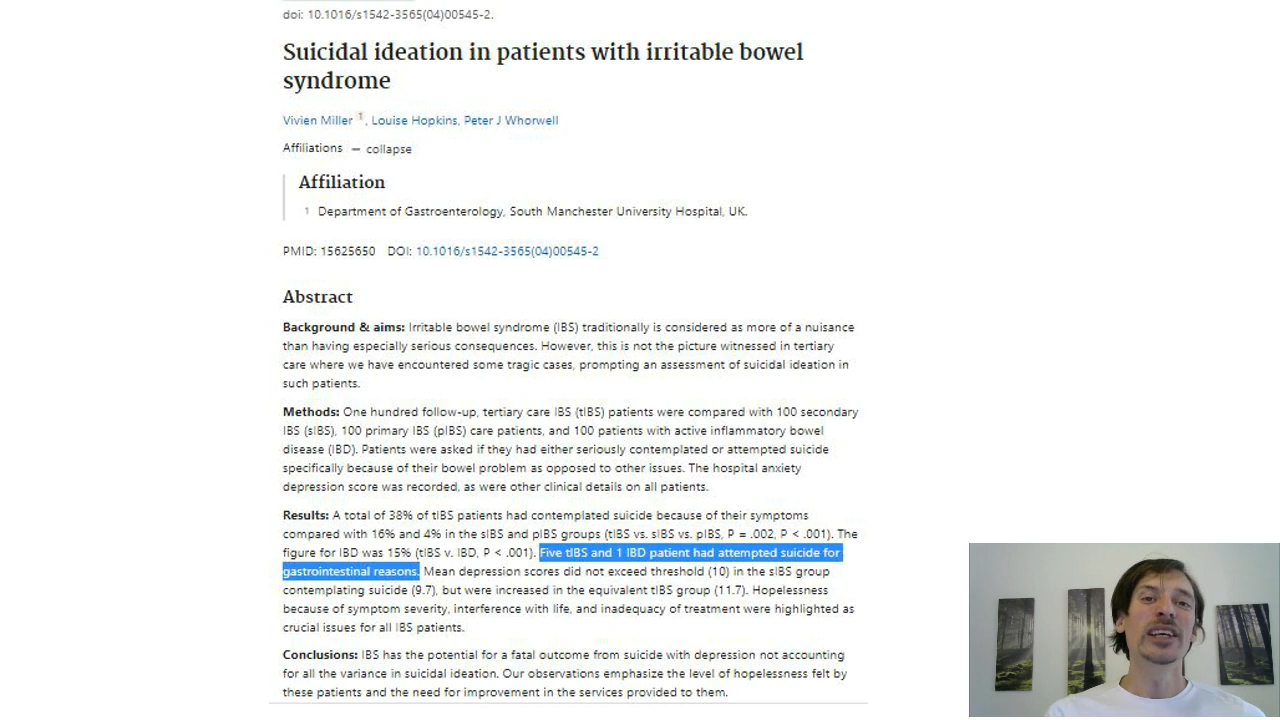 doi: 10.1016/s1542-3565(04)00545-2.
Suicidal ideation in patients with irritable bowel
syndrome
Vivien Miller 1, Louise Hopkins, Peter J Whorwell
Affiliations – collapse
Affiliation
1 Department of Gastroenterology, South Manchester University Hospital, UK.
PMID: 15625650 DOI: 10.1016/s1542-3565(04)00545-2
Abstract
Background & aims: Irritable bowel syndrome (IBS) traditionally is considered as more of a nuisance
than having especially serious consequences. However, this is not the picture witnessed in tertiary
care where we have encountered some tragic cases, prompting an assessment of suicidal ideation in
such patients.
Methods: One hundred follow-up, tertiary care IBS (tIBS) patients were compared with 100 secondary
IBS (sIBS), 100 primary IBS (pIBS) care patients, and 100 patients with active inflammatory bowel
disease (IBD). Patients were asked if they had either seriously contemplated or attempted suicide
specifically because of their bowel problem as opposed to other issues. The hospital anxiety
depression score was recorded, as were other clinical details on all patients.
Results: A total of 38% of tIBS patients had contemplated suicide because of their symptoms
compared with 16% and 4% in the sIBS and pIBS groups (tIBS vs. sIBS vs. pIBS, P = .002, P < .001). The
figure for IBD was 15% (tIBS v. IBD, P < .001). Five tIBS and 1 IBD patient had attempted suicide for
gastrointestinal reasons. Mean depression scores did not exceed threshold (10) in the sIBS group
contemplating suicide (9.7), but were increased in the equivalent tIBS group (11.7). Hopelessness
because of symptom severity, interference with life, and inadequacy of treatment were highlighted as
crucial issues for all IBS patients.
Conclusions: IBS has the potential for a fatal outcome from suicide with depression not accounting
for all the variance in suicidal ideation. Our observations emphasize the level of hopelessness felt by
these patients and the need for improvement in the services provided to them.